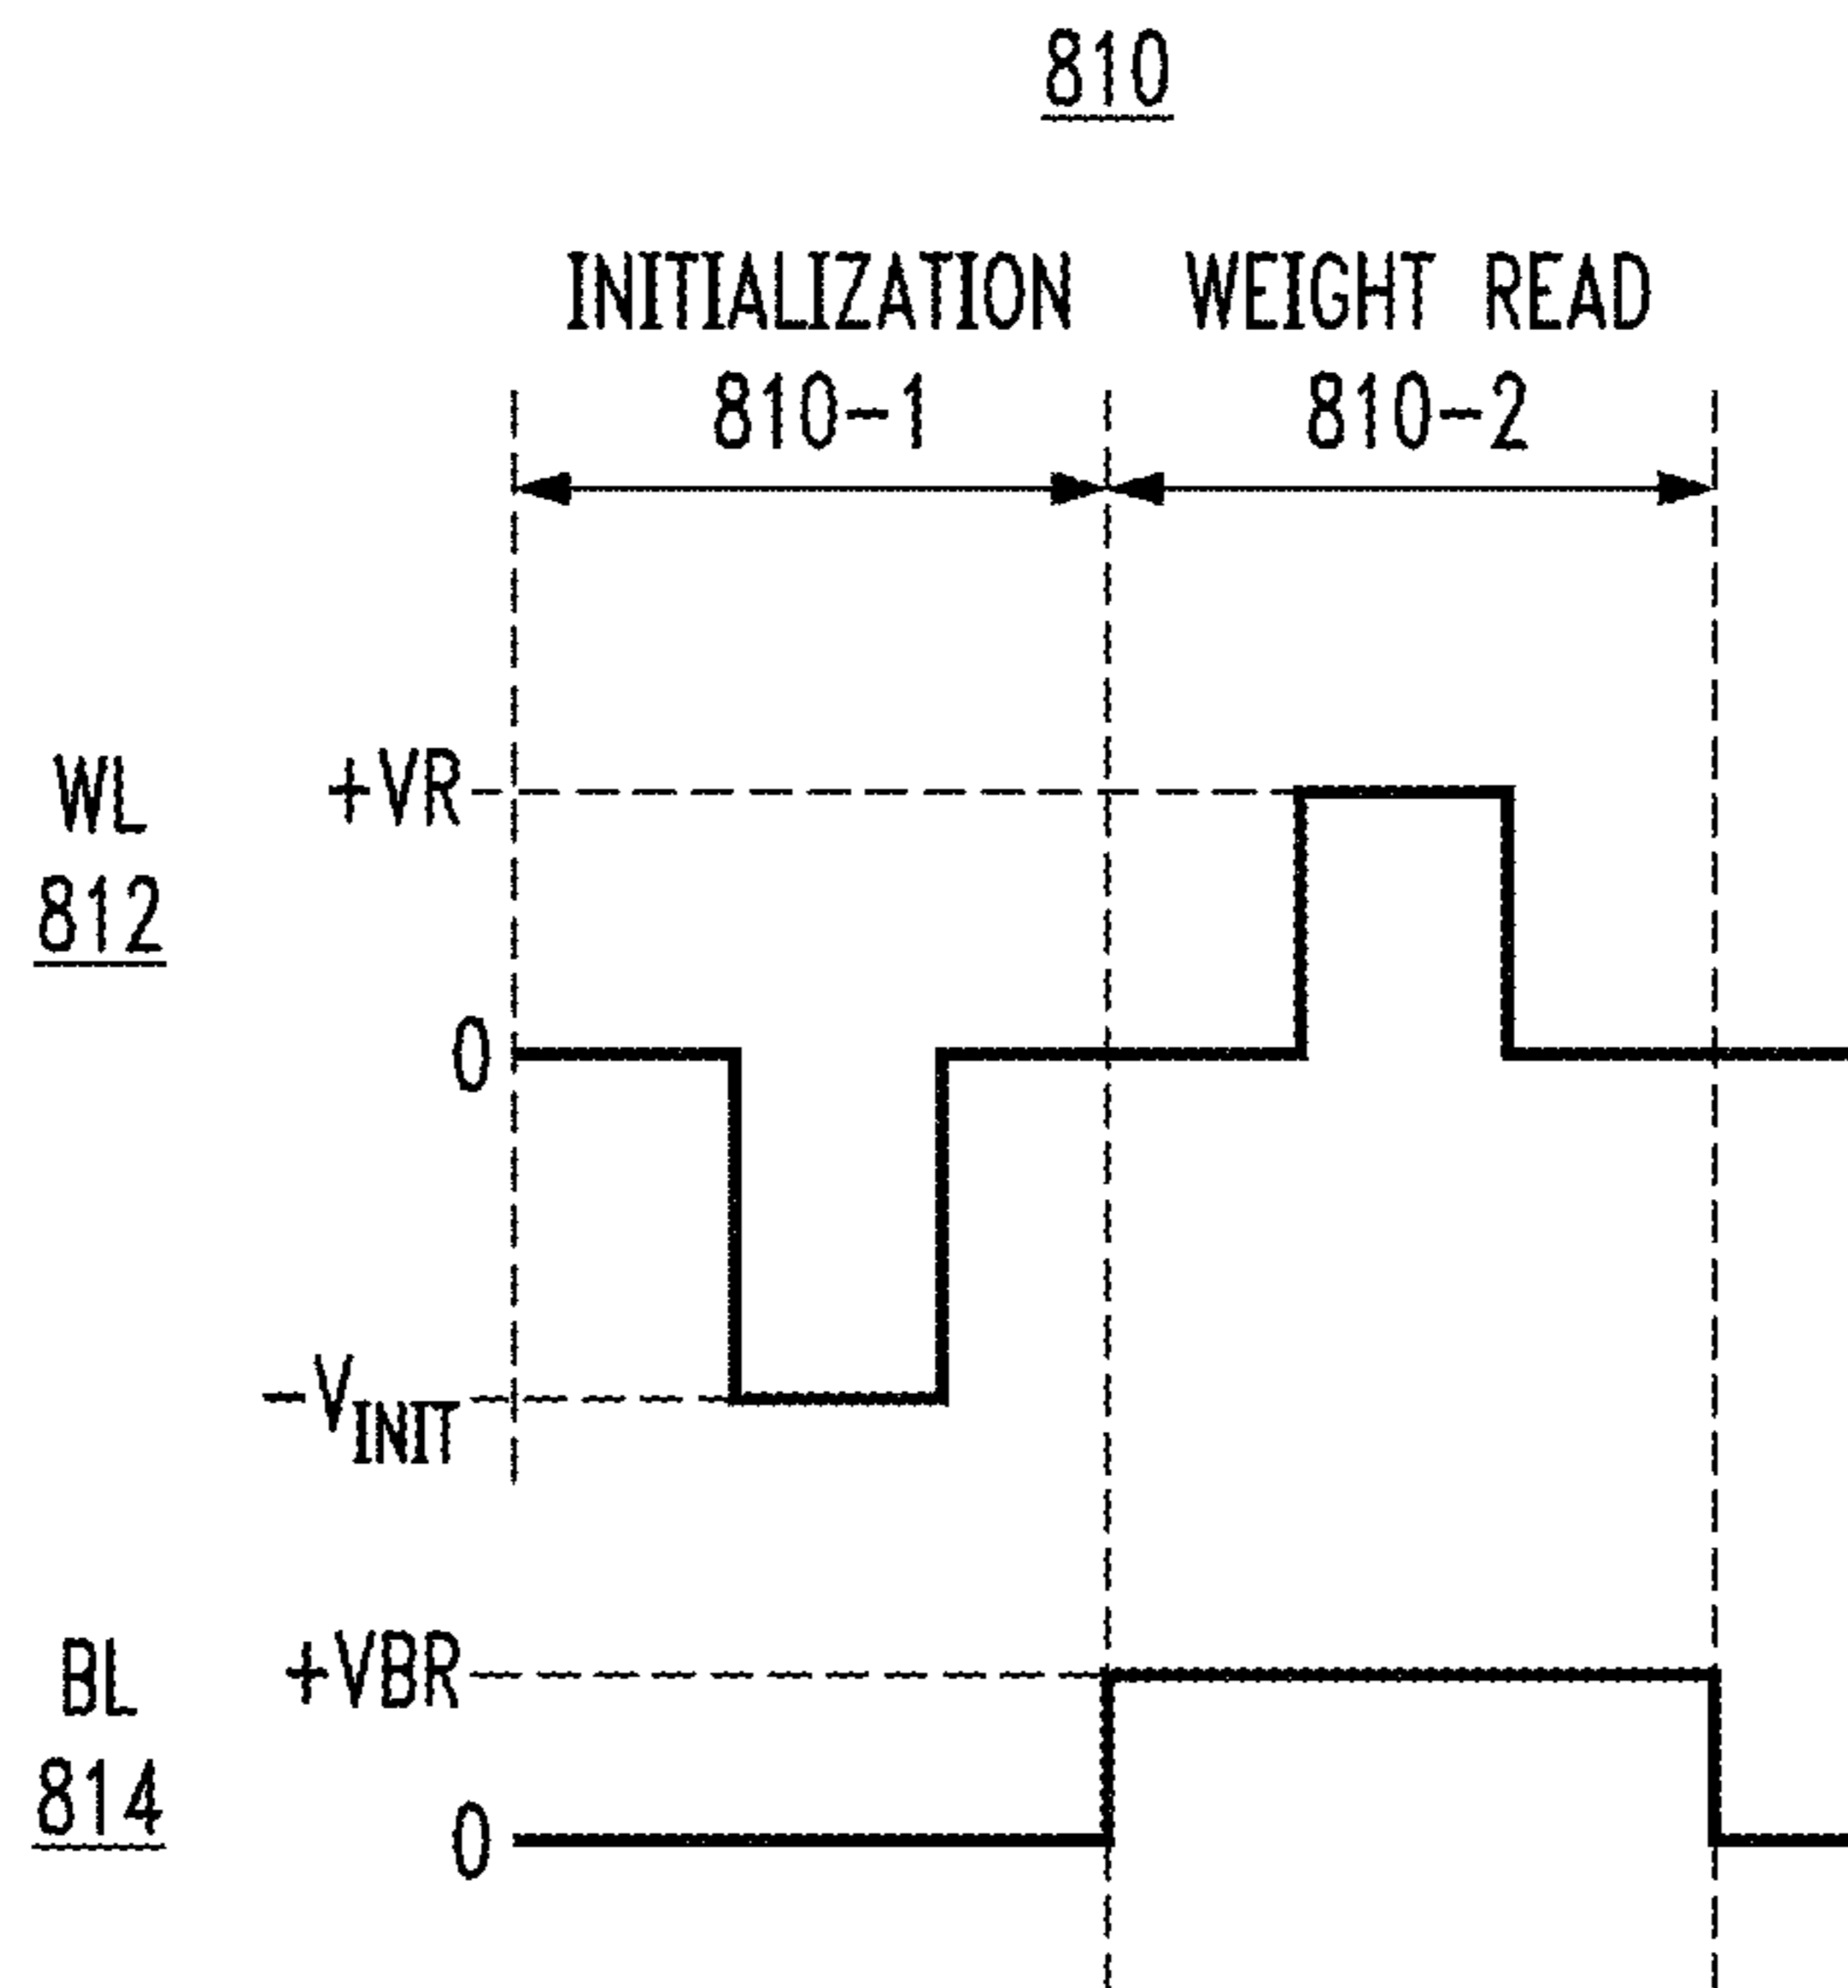 810
INITIALIZATION WEIGHT READ
810-1 810-2
WL +VR
812
0
-VINIT
BL +VBR
814
0